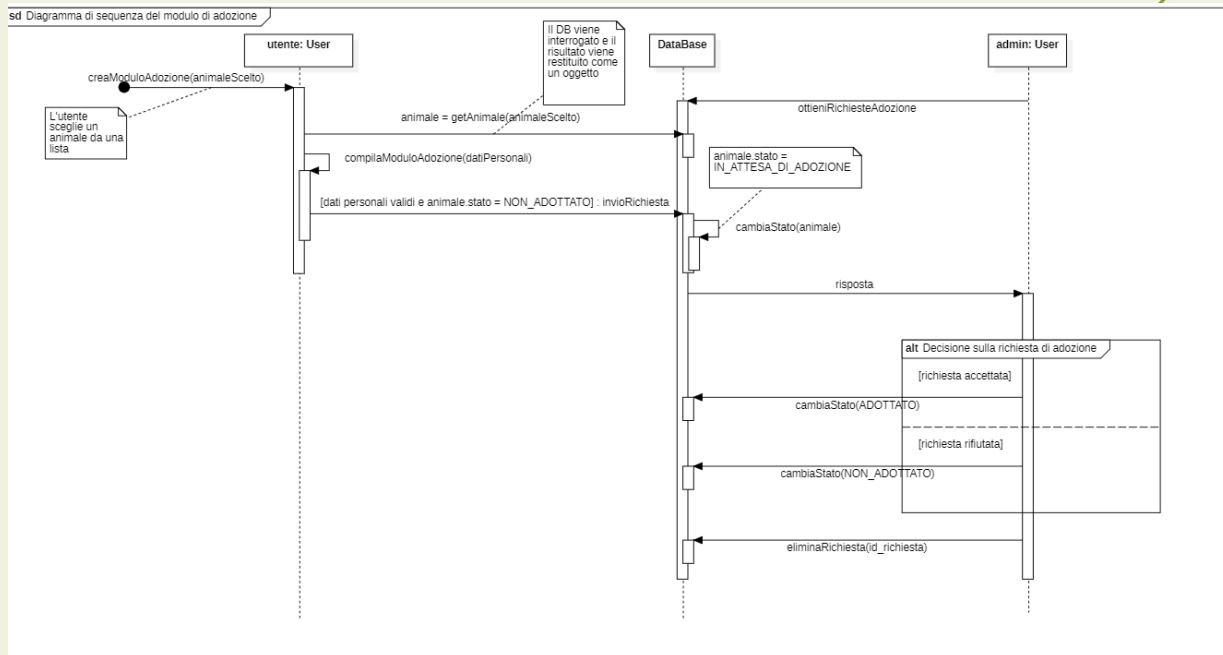 sd Diagramma di sequenza del modulo di adozione
Il DB viene
interrogato e il
risultato viene
restituito come
un oggetto
utente: User
DataBase
admin: User
creaModuloAdozione(animaleScelto)
L'utente
sceglie un
animale da una
lista
ottieniRichiesteAdozione
animale = getAnimale(animaleScelto)
compilaModuloAdozione(datiPersonali)
animale.stato =
IN_ATTESA_DI_ADOZIONE
[dati personali validi e animale.stato = NON_ADOTTATO] : invioRichiesta
cambiaStato(animale)
risposta
alt Decisione sulla richiesta di adozione
[richiesta accettata]
cambiaStato(ADOTTATO)
[richiesta rifiutata]
cambiaStato(NON_ADOTTATO)
eliminaRichiesta(id_richiesta)